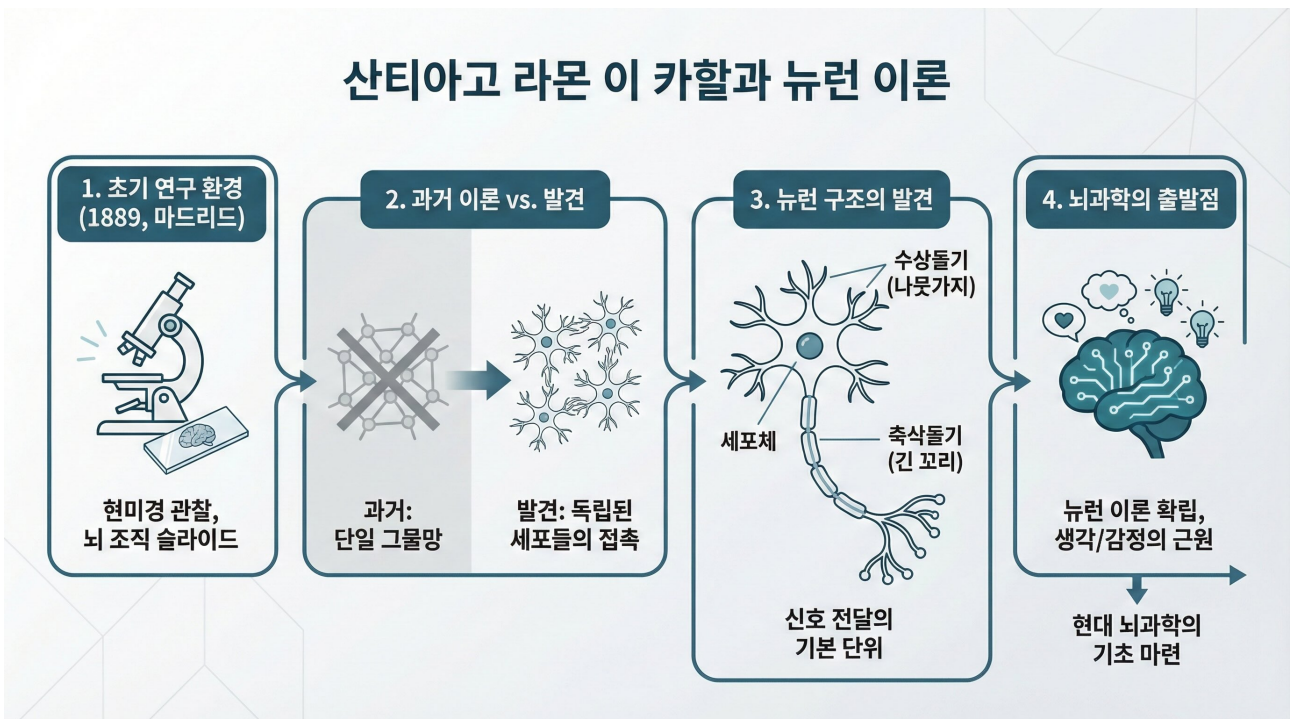 산티아고 라몬 이 카할과 뉴런 이론
1. 초기 연구 환경
(1889, 마드리드)
현미경 관찰,
뇌 조직 슬라이드
2. 과거 이론 vs. 발견
과거:
단일 그물망
발견: 독립된
세포들의 접촉
3. 뉴런 구조의 발견
수상돌기
(나뭇가지)
세포체
축삭돌기
(긴 꼬리)
신호 전달의
기본 단위
4. 뇌과학의 출발점
뉴런 이론 확립,
생각/감정의 근원
현대 뇌과학의
기초 마련